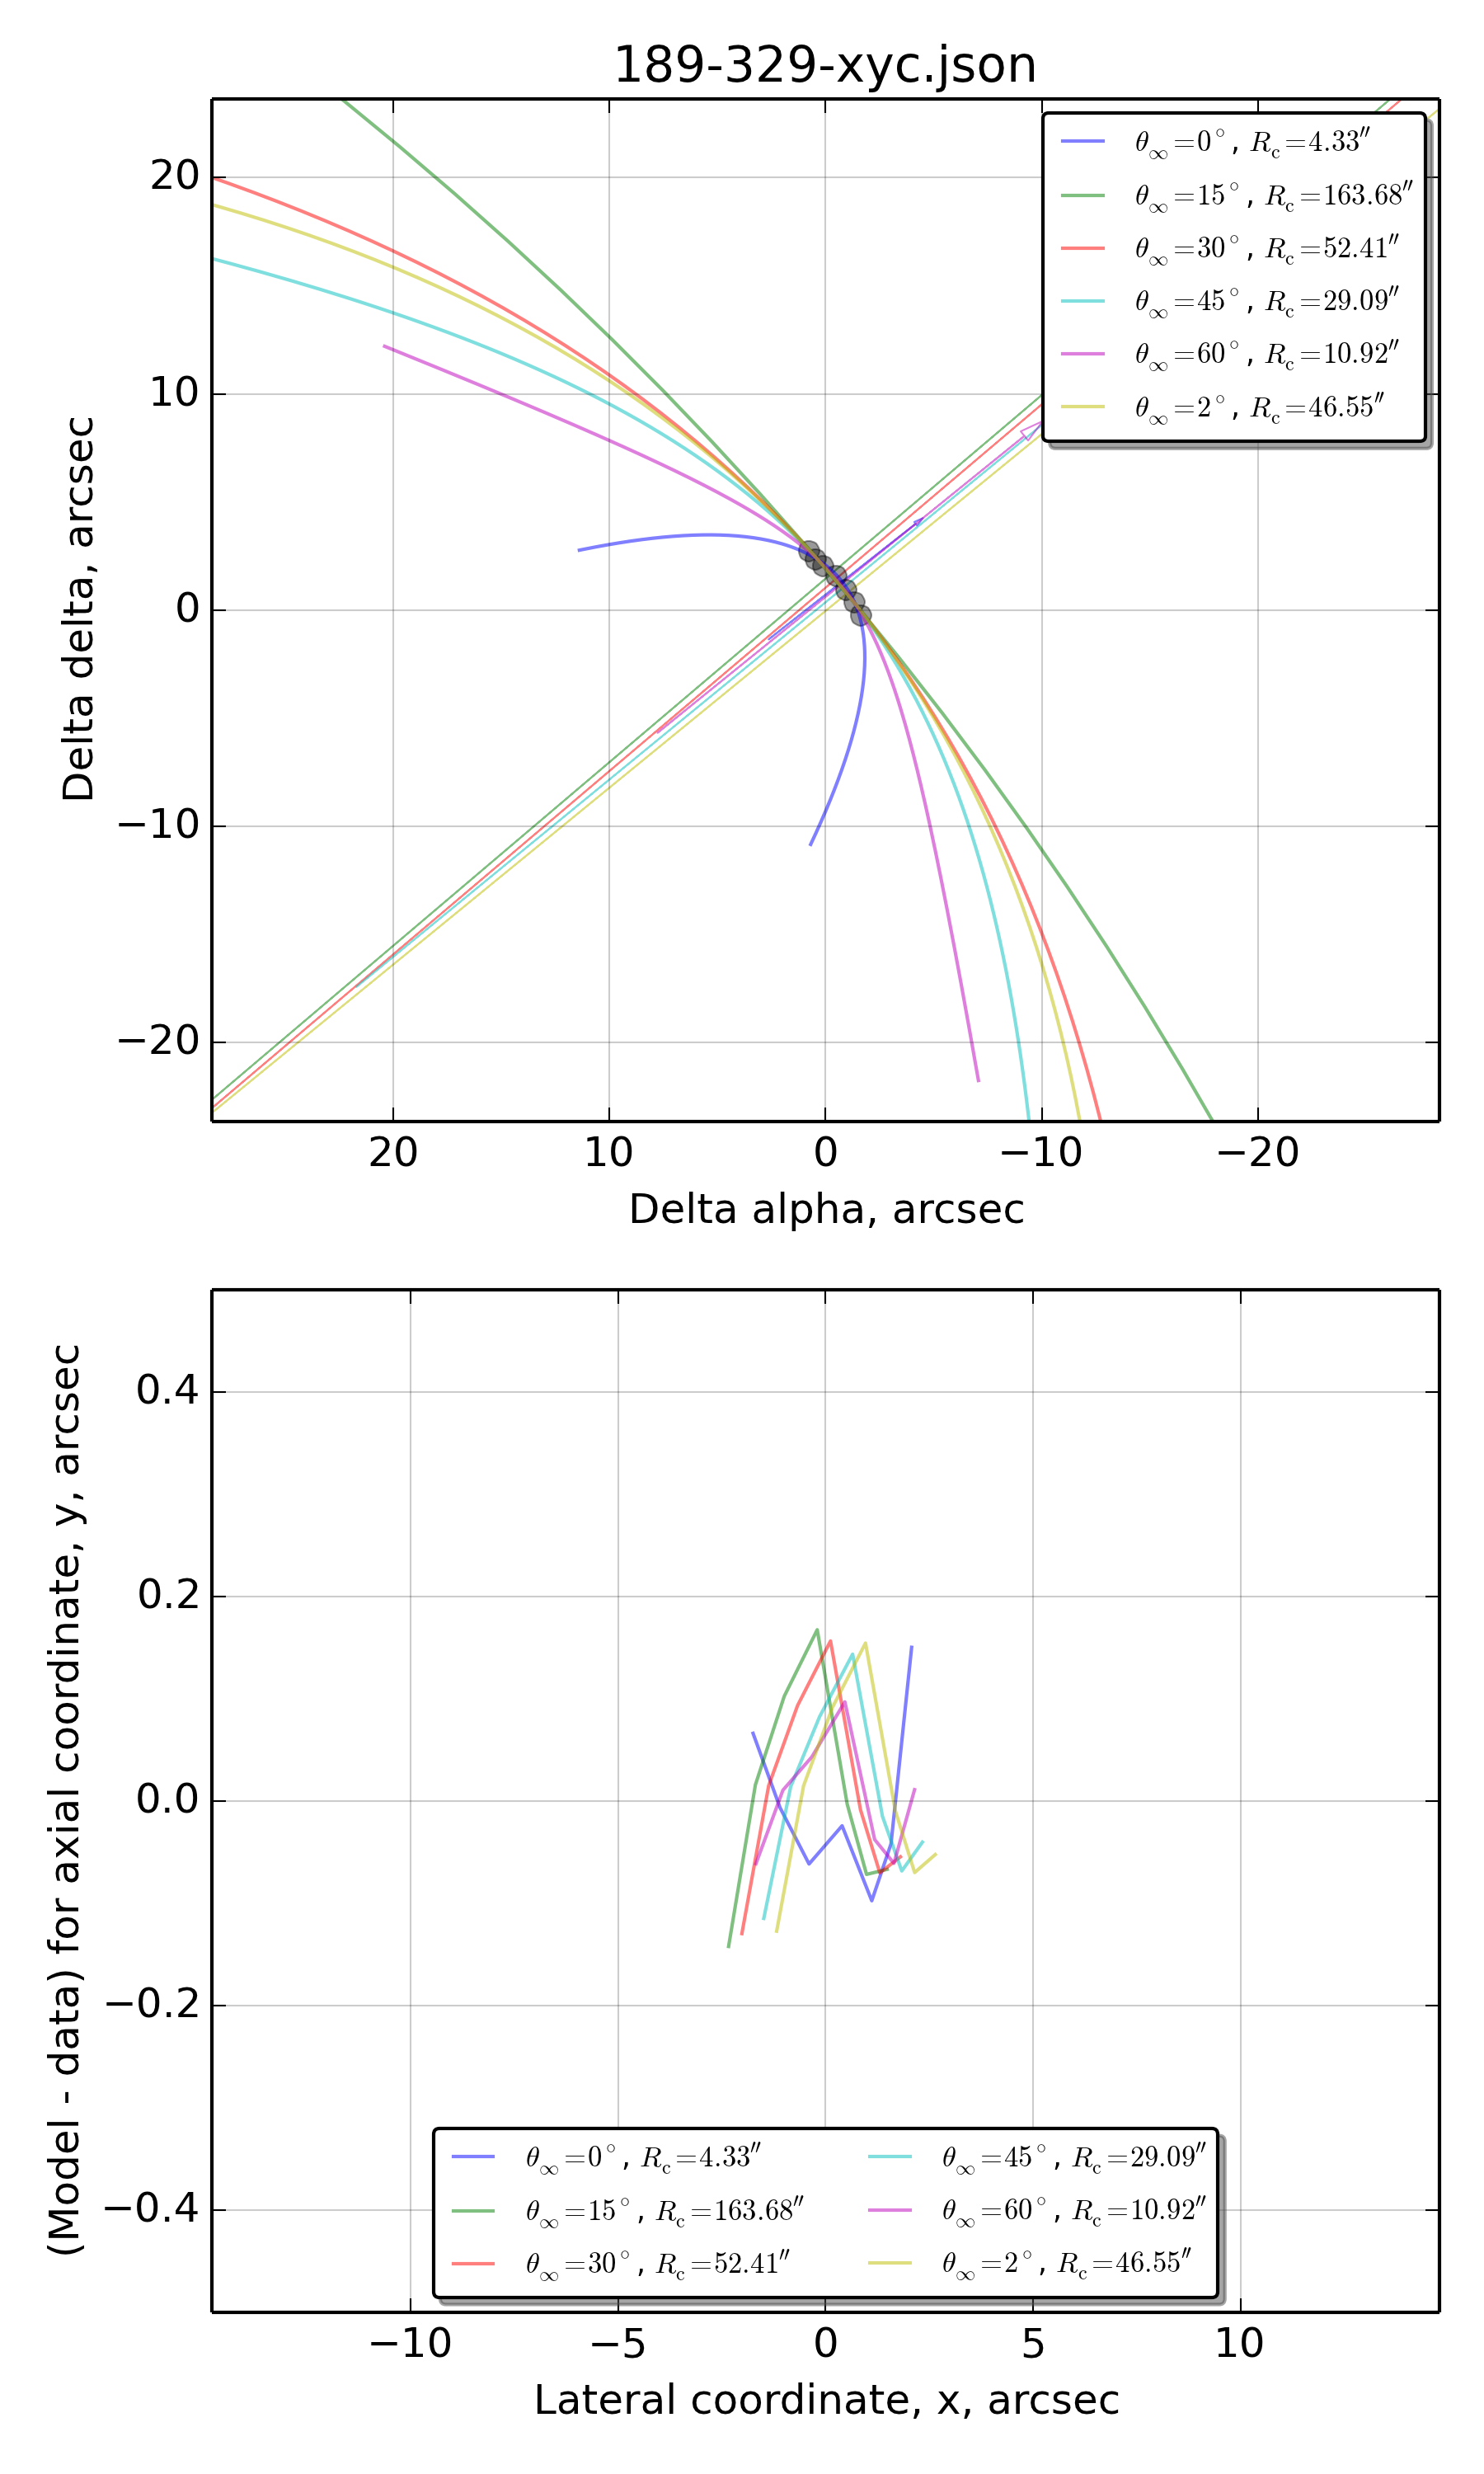 189-329-xyc.json
θ∞=0°, Rc=4.33″
θ∞=15°, Rc=163.68″
θ∞=30°, Rc=52.41″
θ∞=45°, Rc=29.09″
θ∞=60°, Rc=10.92″
θ∞=2°, Rc=46.55″
20
10
0
−10
−20
Delta delta, arcsec
20 10 0 −10 −20
Delta alpha, arcsec
0.4
0.2
0.0
−0.2
−0.4
(Model - data) for axial coordinate, y, arcsec
θ∞=0°, Rc=4.33″ θ∞=45°, Rc=29.09″
θ∞=15°, Rc=163.68″ θ∞=60°, Rc=10.92″
θ∞=30°, Rc=52.41″ θ∞=2°, Rc=46.55″
−10 −5 0 5 10
Lateral coordinate, x, arcsec